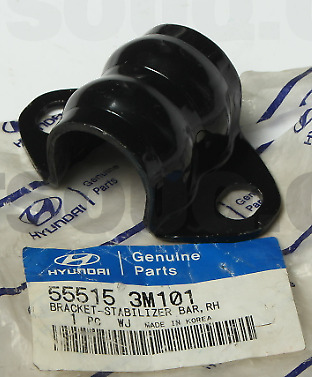 HYUNDAI
Genuine
Parts
HYUNDAI
Genuine
Parts
55515 3M101
BRACKET-STABILIZER BAR, RH
1 PC WJ MADE IN KOREA